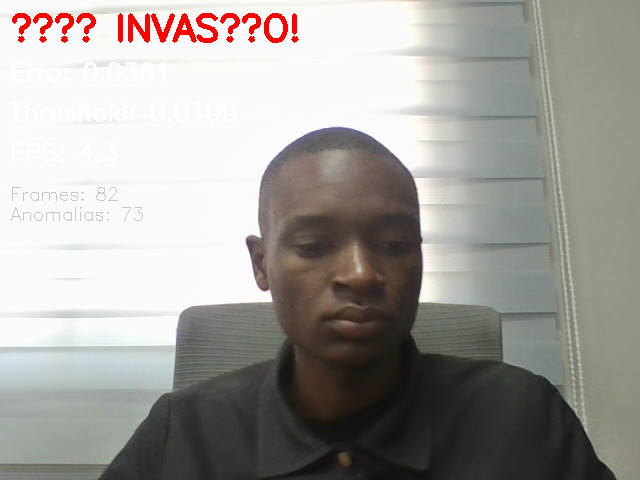 ???? INVAS??O!
Erro: 0.0361
Threshold: 0.0100
FPS: 4.3
Frames: 82
Anomalias: 73